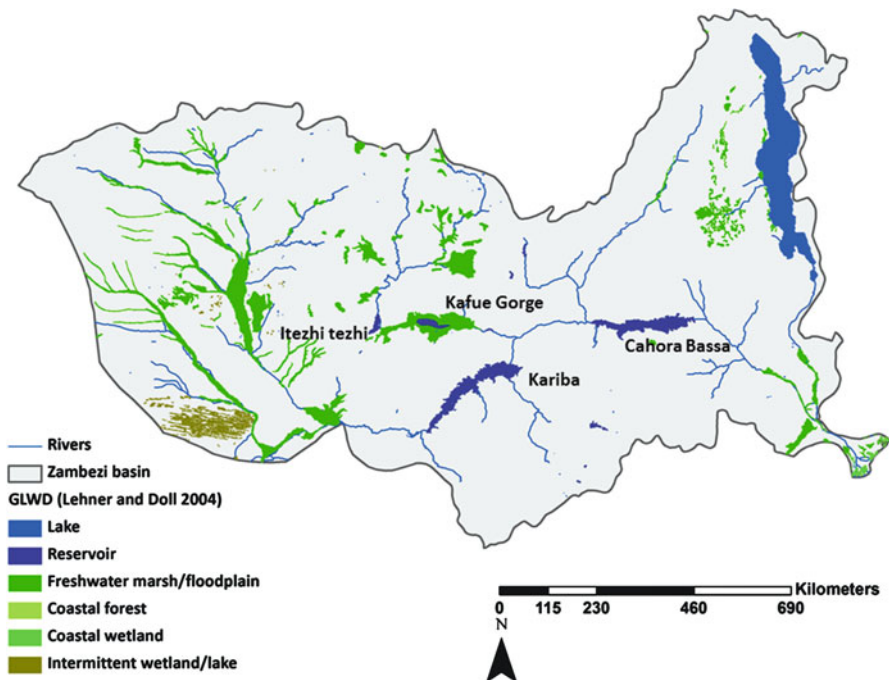 Kafue Gorge
Itezhi tezhi
Cahora Bassa
Kariba
Rivers
Zambezi basin
GLWD (Lehner and Doll 2004)
Lake
Reservoir
Freshwater marsh/floodplain
Coastal forest
Coastal wetland
Intermittent wetland/lake
Kilometers
0 115 230 460 690
N